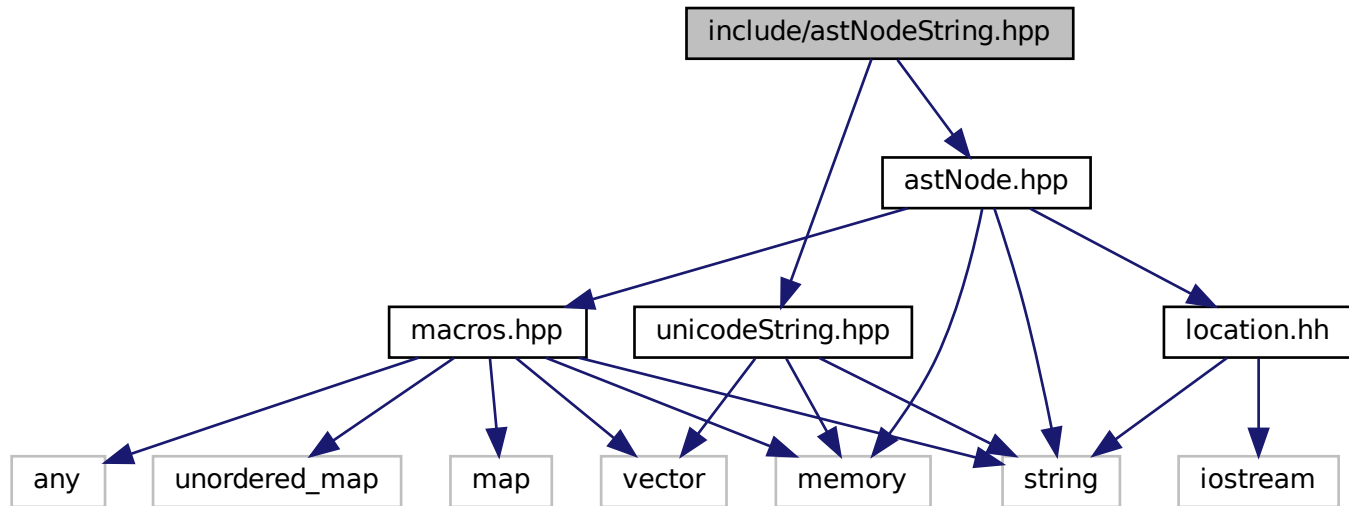 include/astNodeString.hpp
astNode.hpp
macros.hpp
unicodeString.hpp
location.hh
any
unordered_map
map
vector
memory
string
iostream